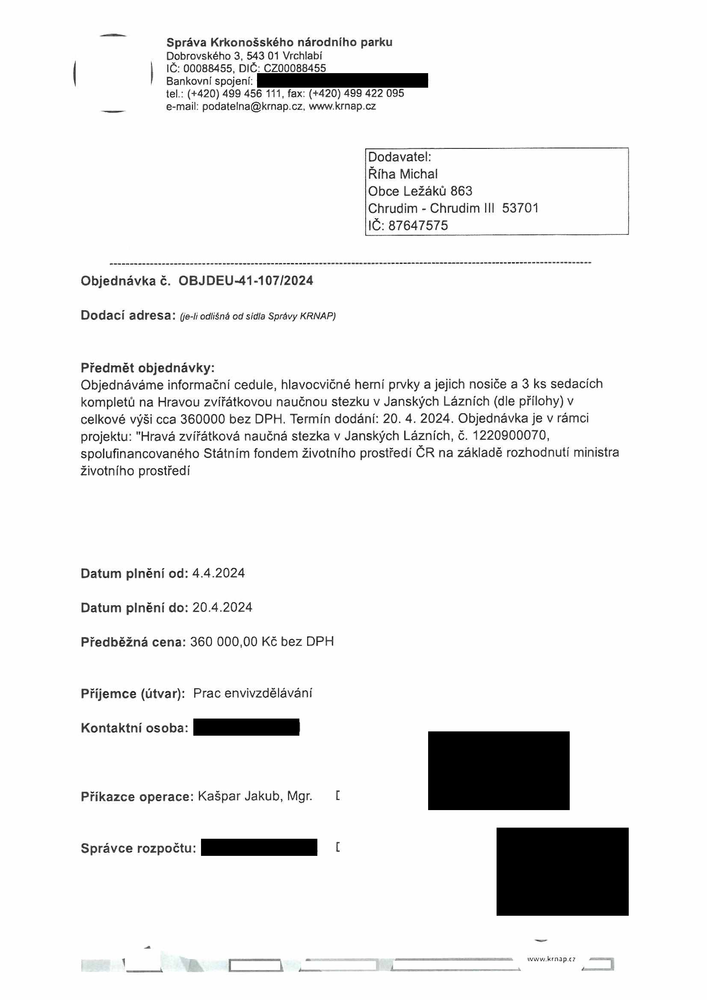 Správa Krkonošského národního parku
Dobrovského 3, 543 01 Vrchlabí
IČ: 00088455, DIČ: CZ00088455
Bankovní spojení:
tel.: (+420) 499 456 111, fax: (+420) 499 422 095
e-mail: podatelna@krnap.cz, www.krnap.cz
Dodavatel:
Říha Michal
Obce Ležáků 863
Chrudim - Chrudim III 53701
IČ: 87647575
Objednávka č. OBJDEU-41-107/2024
Dodací adresa: (je-li odlišná od sídla Správy KRNAP)
Předmět objednávky:
Objednáváme informační cedule, hlavocvičné herní prvky a jejich nosiče a 3 ks sedacích
kompletů na Hravou zvířátkovou naučnou stezku v Janských Lázních (dle přílohy) v
celkové výši cca 360000 bez DPH. Termín dodání: 20. 4. 2024. Objednávka je v rámci
projektu: "Hravá zvířátková naučná stezka v Janských Lázních, č. 1220900070,
spolufinancovaného Státním fondem životního prostředí ČR na základě rozhodnutí ministra
životního prostředí
Datum plnění od: 4.4.2024
Datum plnění do: 20.4.2024
Předběžná cena: 360 000,00 Kč bez DPH
Příjemce (útvar): Prac envivzdělávání
Kontaktní osoba:
Příkazce operace: Kašpar Jakub, Mgr. [
Správce rozpočtu: [
www.krnap.cz